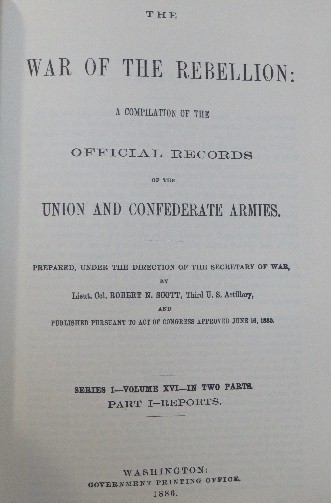 THE
WAR OF THE REBELLION:
A COMPILATION OF THE
OFFICIAL RECORDS
OF THE
UNION AND CONFEDERATE ARMIES.
PREPARED, UNDER THE DIRECTION OF THE SECRETARY OF WAR,
BY
Lieut. Col. ROBERT N. SCOTT, Third U. S. Artillery,
AND
PUBLISHED PURSUANT TO ACT OF CONGRESS APPROVED JUNE 16, 1880.
SERIES I—VOLUME XVI—IN TWO PARTS.
PART I—REPORTS.
WASHINGTON:
GOVERNMENT PRINTING OFFICE.
1886.